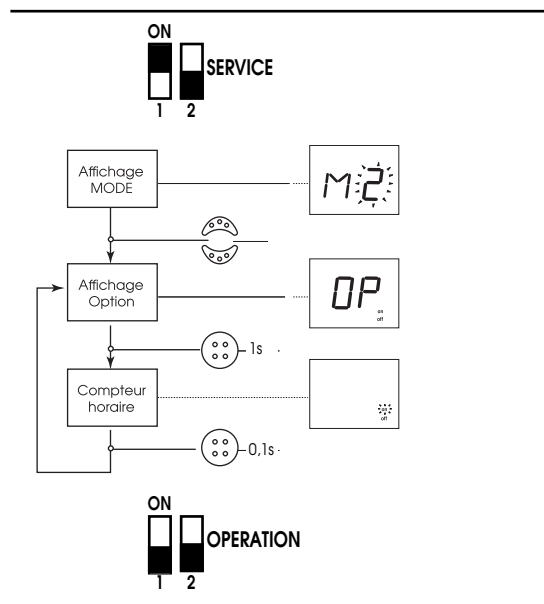 ON
SERVICE
1 2
Affichage
MODE
M2
Affichage
Option
OP
on
off
1s
Compteur
horaire
on
off
0,1s
ON
OPERATION
1 2